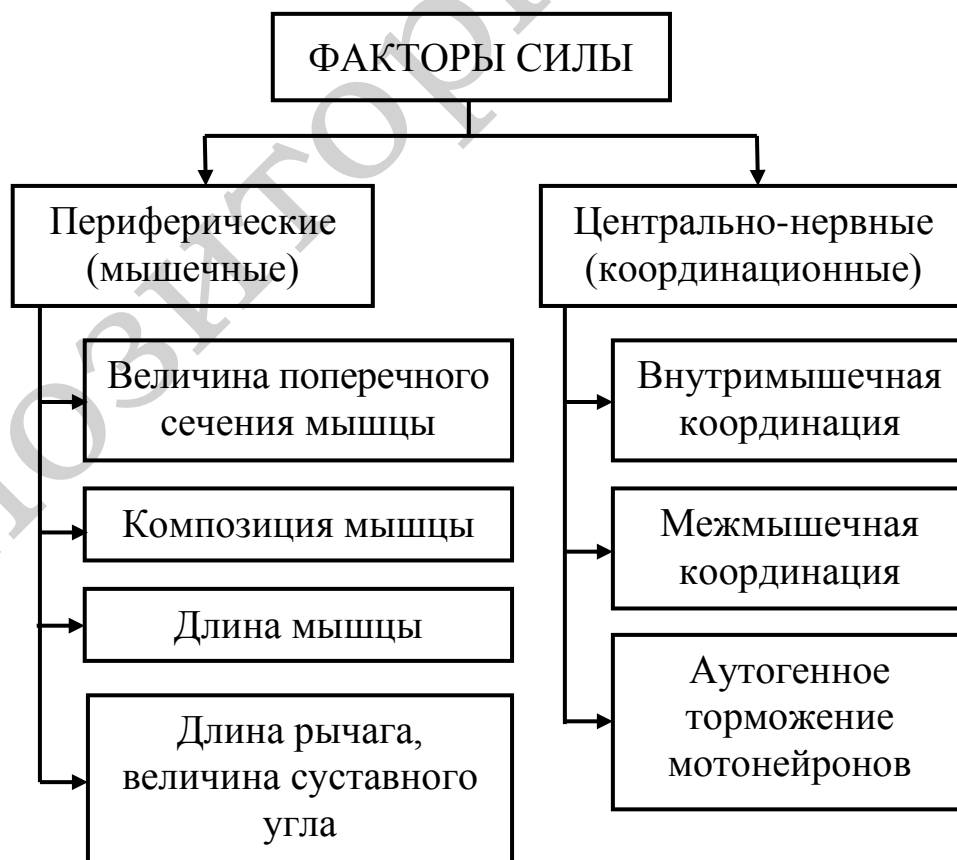 ФАКТОРЫ СИЛЫ
Периферические
(мышечные)
Величина поперечного
сечения мышцы
Композиция мышцы
Длина мышцы
Длина рычага,
величина суставного
угла
Центрально-нервные
(координационные)
Внутримышечная
координация
Межмышечная
координация
Аутогенное
торможение
мотонейронов